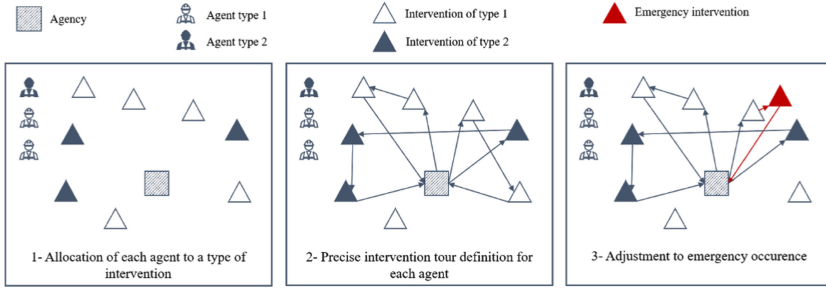 Agency
Agent type 1
Agent type 2
Intervention of type 1
Intervention of type 2
Emergency intervention
1- Allocation of each agent to a type of
intervention
2- Precise intervention tour definition for
each agent
3- Adjustment to emergency occurence